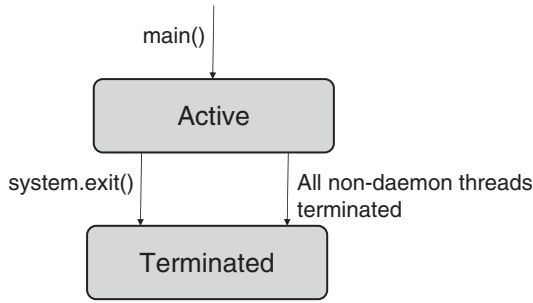 main()
Active
system.exit()
All non-daemon threads
terminated
Terminated